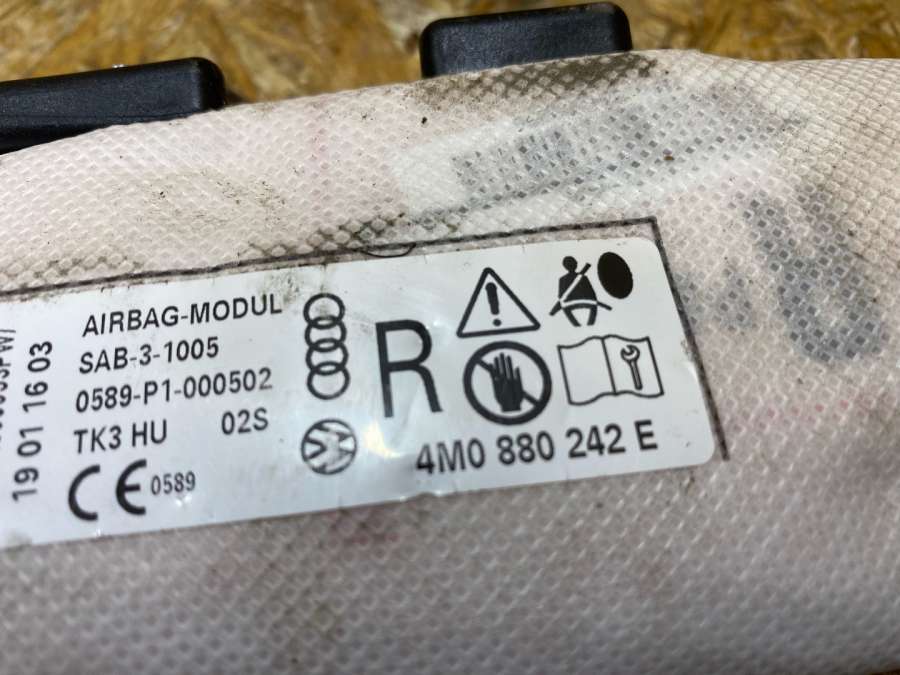 AIRBAG-MODUL
SAB-3-1005
0589-P1-000502
TK3 HU 02S
CE 0589
R
4M0 880 242 E
19 01 16 03